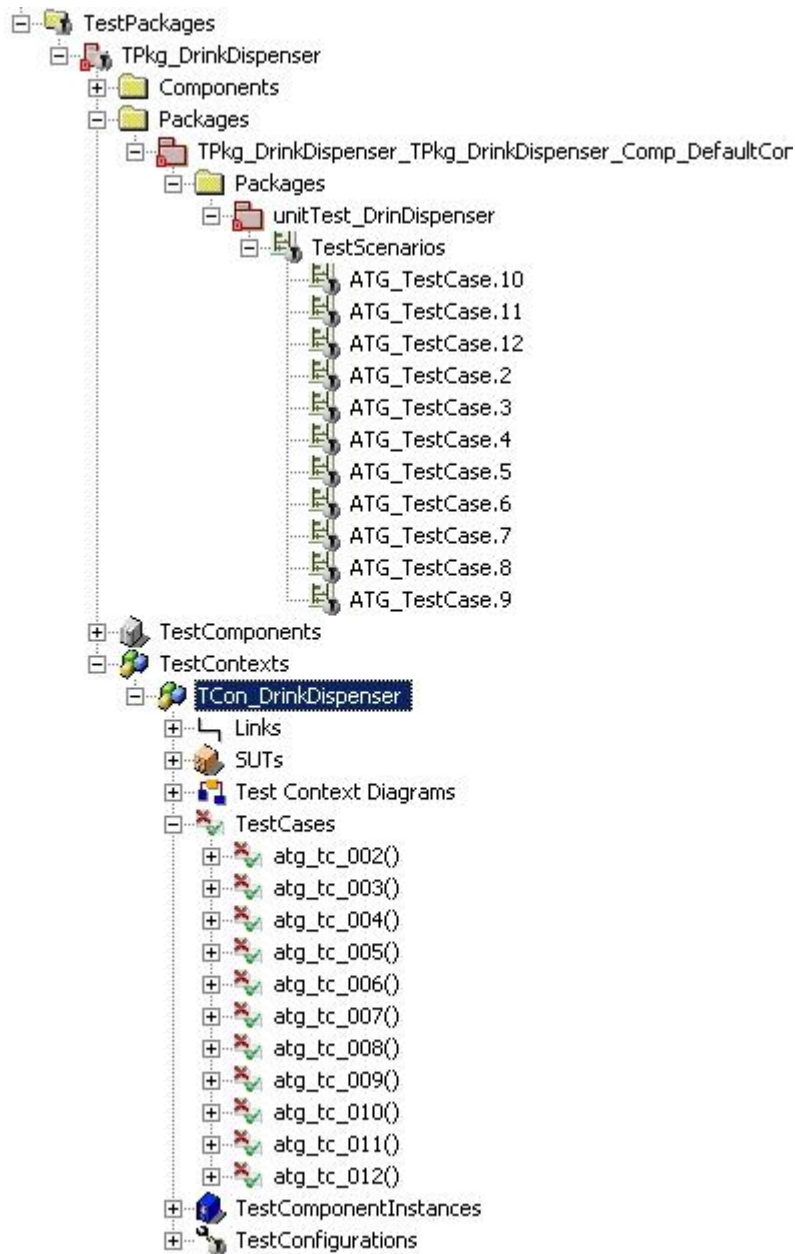 TestPackages
TPkg_DrinkDispenser
Components
Packages
TPkg_DrinkDispenser_TPkg_DrinkDispenser_Comp_DefaultCon
Packages
unitTest_DrinDispenser
TestScenarios
ATG_TestCase.10
ATG_TestCase.11
ATG_TestCase.12
ATG_TestCase.2
ATG_TestCase.3
ATG_TestCase.4
ATG_TestCase.5
ATG_TestCase.6
ATG_TestCase.7
ATG_TestCase.8
ATG_TestCase.9
TestComponents
TestContexts
TCon_DrinkDispenser
Links
SUTs
Test Context Diagrams
TestCases
atg_tc_002()
atg_tc_003()
atg_tc_004()
atg_tc_005()
atg_tc_006()
atg_tc_007()
atg_tc_008()
atg_tc_009()
atg_tc_010()
atg_tc_011()
atg_tc_012()
TestComponentInstances
TestConfigurations